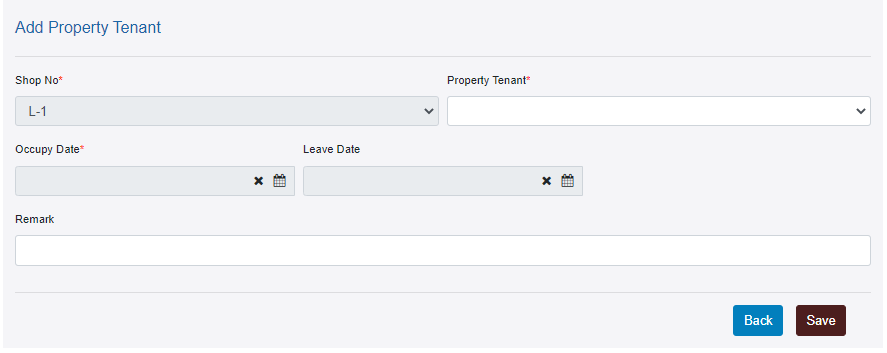 Add Property Tenant
Shop No* Property Tenant*
L-1
Occupy Date* Leave Date
Remark
Back Save